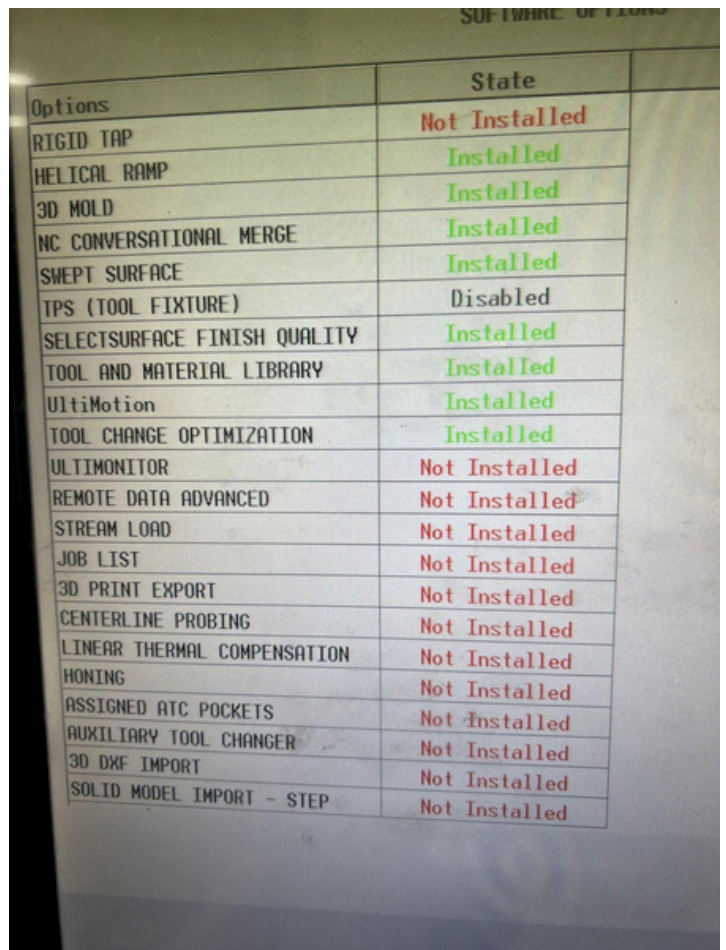 SOFTWARE OPTIONS
Options State
RIGID TAP Not Installed
HELICAL RAMP Installed
3D MOLD Installed
NC CONVERSATIONAL MERGE Installed
SWEPT SURFACE Installed
TPS (TOOL FIXTURE) Disabled
SELECTSURFACE FINISH QUALITY Installed
TOOL AND MATERIAL LIBRARY Installed
UltiMotion Installed
TOOL CHANGE OPTIMIZATION Installed
ULTIMONITOR Not Installed
REMOTE DATA ADVANCED Not Installed
STREAM LOAD Not Installed
JOB LIST Not Installed
3D PRINT EXPORT Not Installed
CENTERLINE PROBING Not Installed
LINEAR THERMAL COMPENSATION Not Installed
HONING Not Installed
ASSIGNED ATC POCKETS Not Installed
AUXILIARY TOOL CHANGER Not Installed
3D DXF IMPORT Not Installed
SOLID MODEL IMPORT - STEP Not Installed